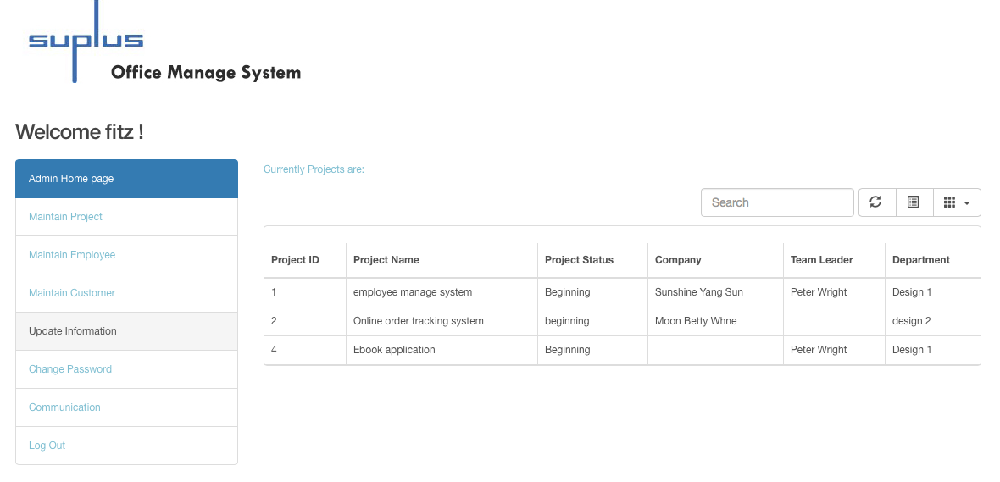 suplus
Office Manage System
Welcome fitz !
Admin Home page
Maintain Project
Maintain Employee
Maintain Customer
Update Information
Change Password
Communication
Log Out
Currently Projects are:
Search
Project ID Project Name Project Status Company Team Leader Department
1 employee manage system Beginning Sunshine Yang Sun Peter Wright Design 1
2 Online order tracking system beginning Moon Betty Whne design 2
4 Ebook application Beginning Peter Wright Design 1